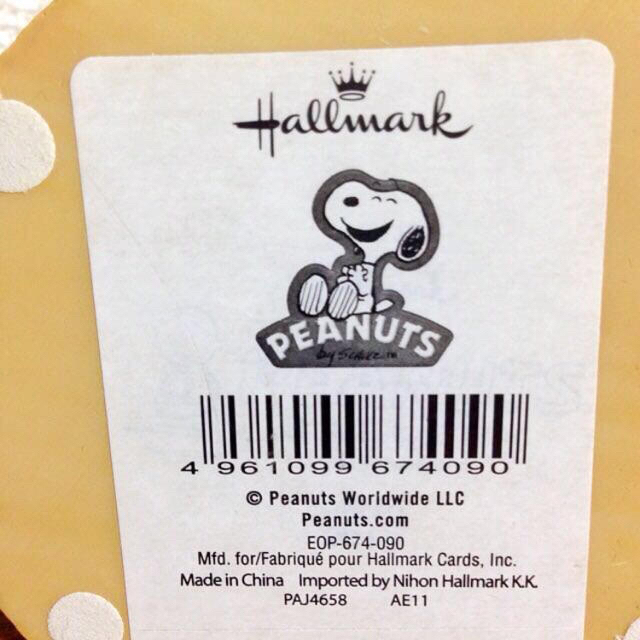 Hallmark
PEANUTS
by SCHULZ TM
4 961099 674090
© Peanuts Worldwide LLC
Peanuts.com
EOP-674-090
Mfd. for/Fabriqué pour Hallmark Cards, Inc.
Made in China Imported by Nihon Hallmark K.K.
PAJ4658 AE11